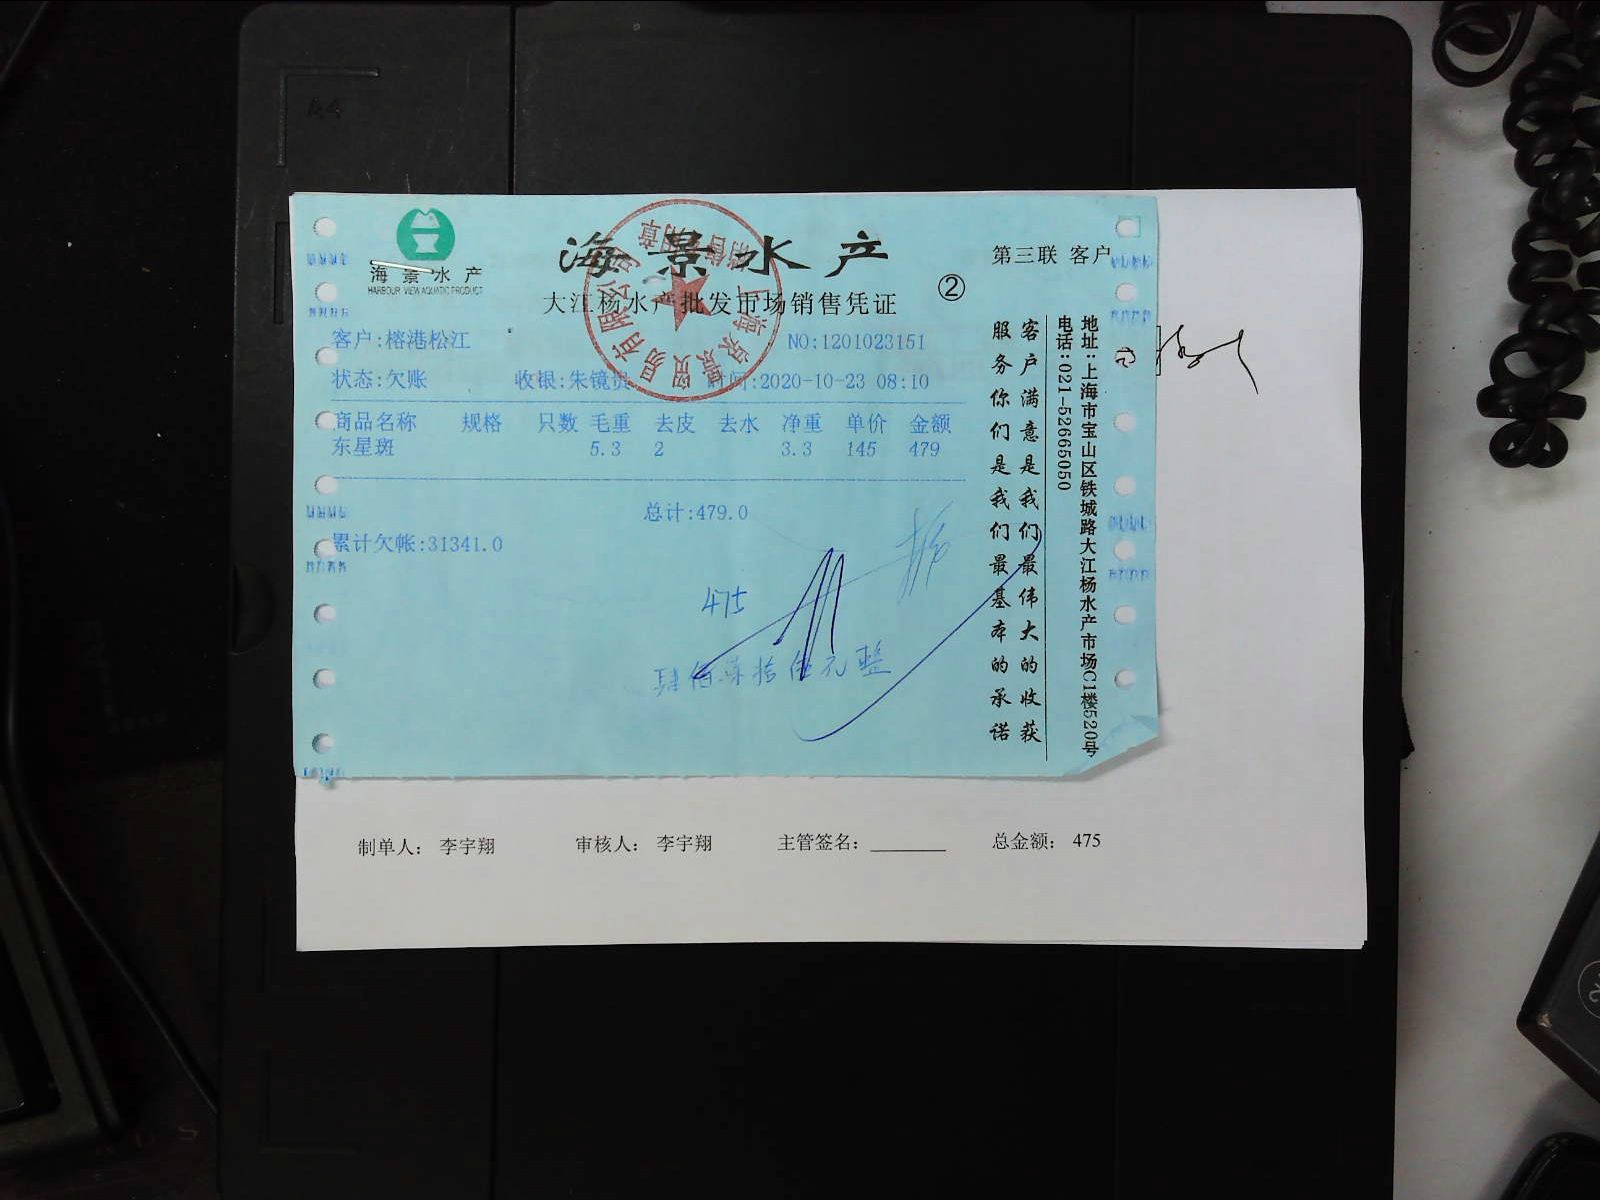 海景水产
HARBOUR VIEW AQUATIC PRODUCT
海景水产
第三联 客户
大江杨水产批发市场销售凭证
②
客户:榕港松江
NO:1201023151
状态:欠账 收银:朱镜贵 时间:2020-10-23 08:10
商品名称 规格 只数 毛重 去皮 去水 净重 单价 金额
东星斑 5.3 2 3.3 145 479
总计:479.0
累计欠帐:31341.0
475
肆佰柒拾伍元整
客户满意是我们最伟大的收获
服务你们是我们最基本的承诺
地址:上海市宝山区铁城路大江杨水产市场C1楼520号
电话:021-52665050
制单人: 李宇翔 审核人: 李宇翔 主管签名: 总金额: 475